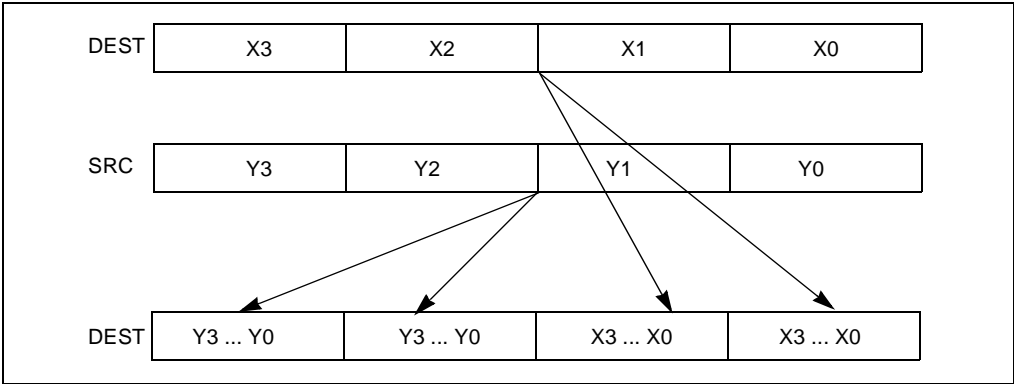 DEST X3 X2 X1 X0
SRC Y3 Y2 Y1 Y0
DEST Y3 ... Y0 Y3 ... Y0 X3 ... X0 X3 ... X0